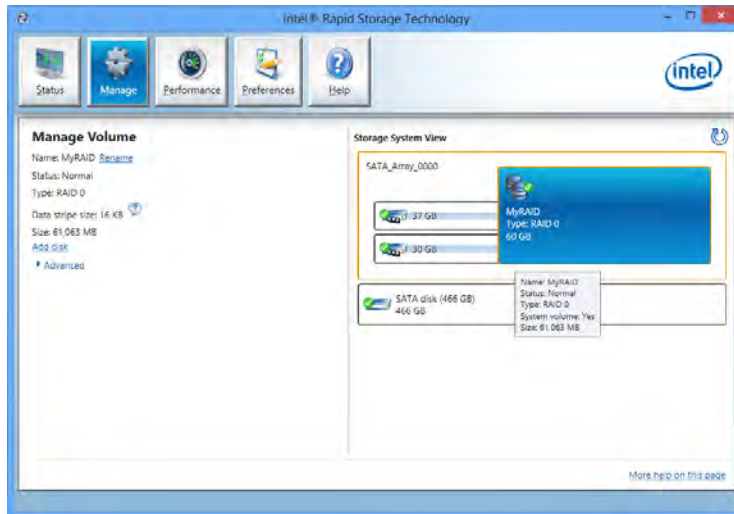 Intel® Rapid Storage Technology
Status
Manage
Performance
Preferences
Help
intel
Manage Volume
Name: MyRAID Rename
Status: Normal
Type: RAID 0
Data stripe size: 16 KB ?
Size: 61,063 MB
Add disk
Advanced
Storage System View
SATA_Array_0000
37 GB
30 GB
MyRAID
Type: RAID 0
60 GB
Name: MyRAID
Status: Normal
Type: RAID 0
System volume: Yes
Size: 61,063 MB
SATA disk (466 GB)
466 GB
More help on this page